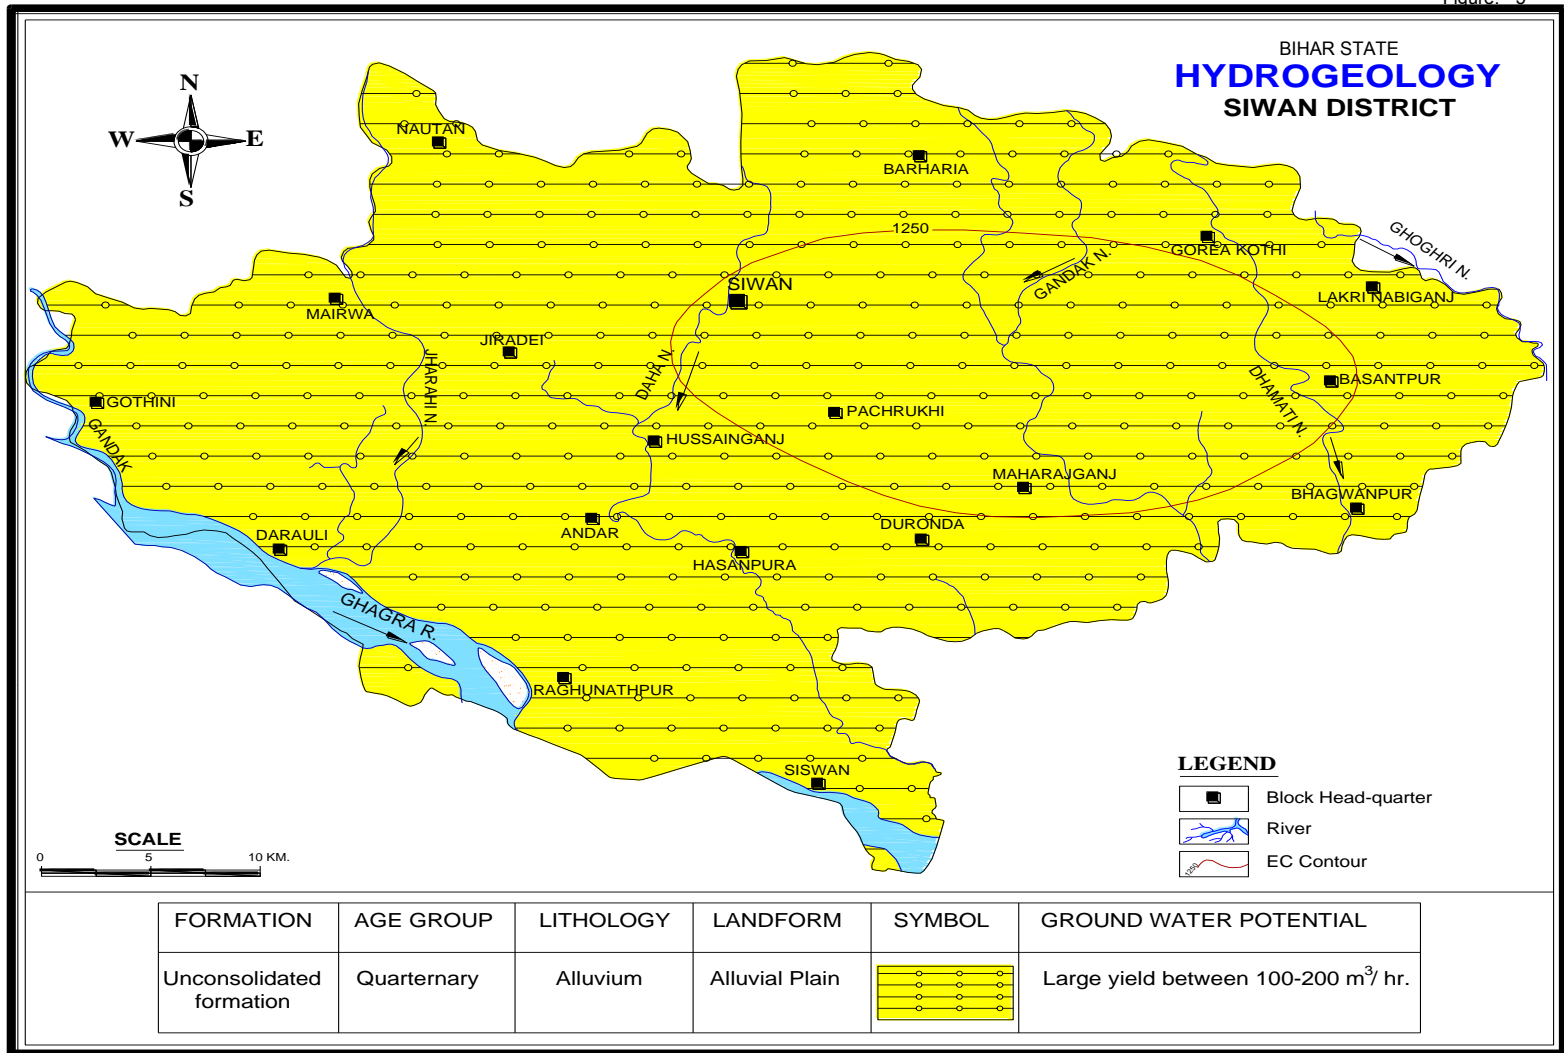 Figure. 5
BIHAR STATE
HYDROGEOLOGY
SIWAN DISTRICT
N
W
E
S
NAUTAN
BARHARIA
1250
GOREA KOTHI
GHOGHRI N.
GANDAK N.
SIWAN
LAKRI NABIGANJ
MAIRWA
JIRADEI
JHARAHI N.
DAHA N.
DHAMATI N.
BASANTPUR
GOTHINI
GANDAK
PACHRUKHI
HUSSAINGANJ
MAHARAJGANJ
BHAGWANPUR
DARAULI
ANDAR
DURONDA
HASANPURA
GHAGRA R.
RAGHUNATHPUR
SISWAN
LEGEND
Block Head-quarter
River
1250
EC Contour
SCALE
0 5 10 KM.
FORMATION AGE GROUP LITHOLOGY LANDFORM SYMBOL GROUND WATER POTENTIAL
Unconsolidated Quarternary Alluvium Alluvial Plain Large yield between 100-200 m³/ hr.
formation